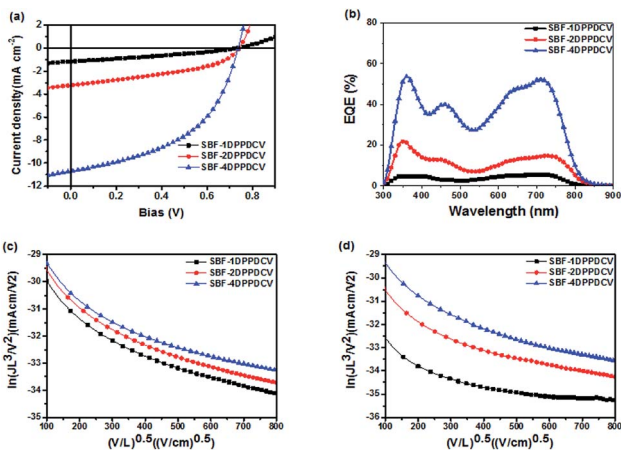 (a)
Current density(mA cm-2)
2
0
-2
-4
-6
-8
-10
-12
0.0 0.2 0.4 0.6 0.8 1.0
Bias (V)
SBF-1DPPDCV
SBF-2DPPDCV
SBF-4DPPDCV
(b)
EQE (%)
80
60
40
20
0
300 400 500 600 700 800 900
Wavelength (nm)
SBF-1DPPDCV
SBF-2DPPDCV
SBF-4DPPDCV
(c)
ln(JL3/V2)(mAcm/V2)
-29
-30
-31
-32
-33
-34
-35
100 200 300 400 500 600 700 800
(V/L)0.5((V/cm)0.5)
SBF-1DPPDCV
SBF-2DPPDCV
SBF-4DPPDCV
(d)
ln(JL3/V2)(mAcm/V2)
-29
-30
-31
-32
-33
-34
-35
-36
100 200 300 400 500 600 700 800
(V/L)0.5((V/cm)0.5)
SBF-1DPPDCV
SBF-2DPPDCV
SBF-4DPPDCV